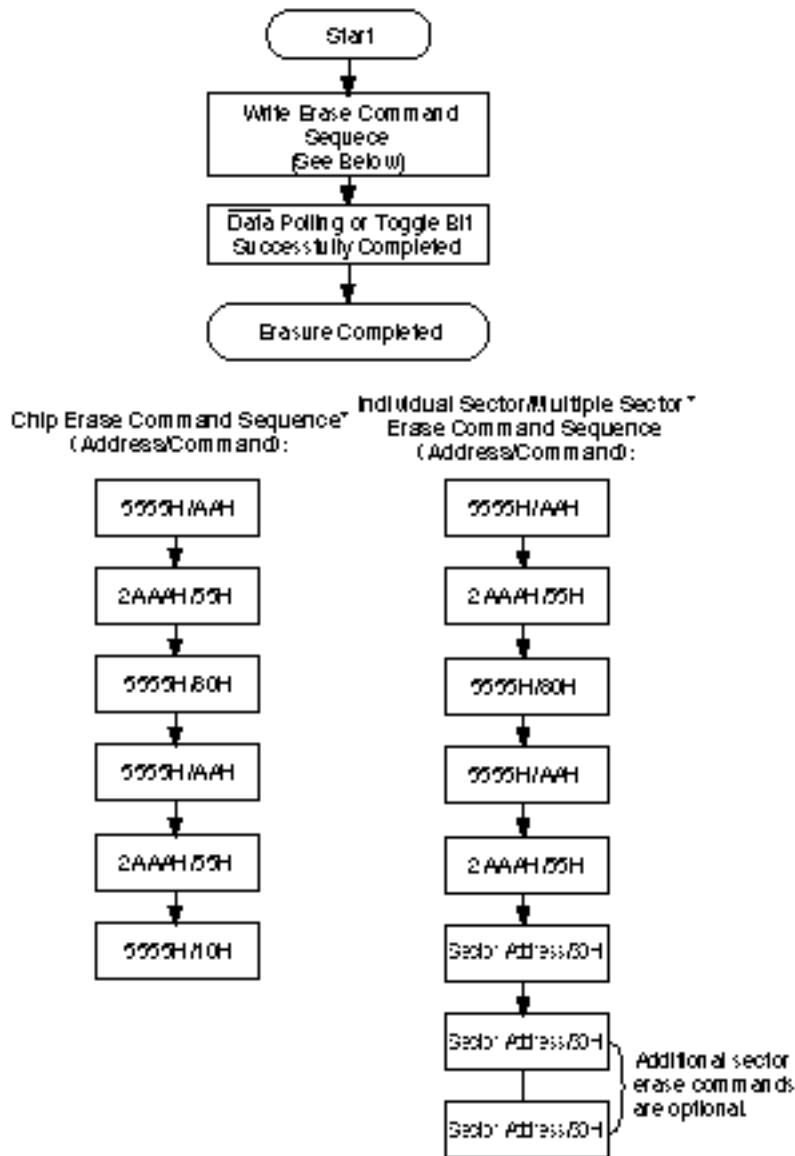 Start
Write Erase Command
Sequece
(See Below)
Data Polling or Toggle Bit
Successfully Completed
Erasure Completed
Chip Erase Command Sequence*
(Address/Command):
5555H/AAH
2AAAH/55H
5555H/80H
5555H/AAH
2AAAH/55H
5555H/10H
Individual Sector/Multiple Sector*
Erase Command Sequence
(Address/Command):
5555H/AAH
2AAAH/55H
5555H/80H
5555H/AAH
2AAAH/55H
Sector Address/30H
Sector Address/30H
Sector Address/30H
Additional sector
erase commands
are optional.